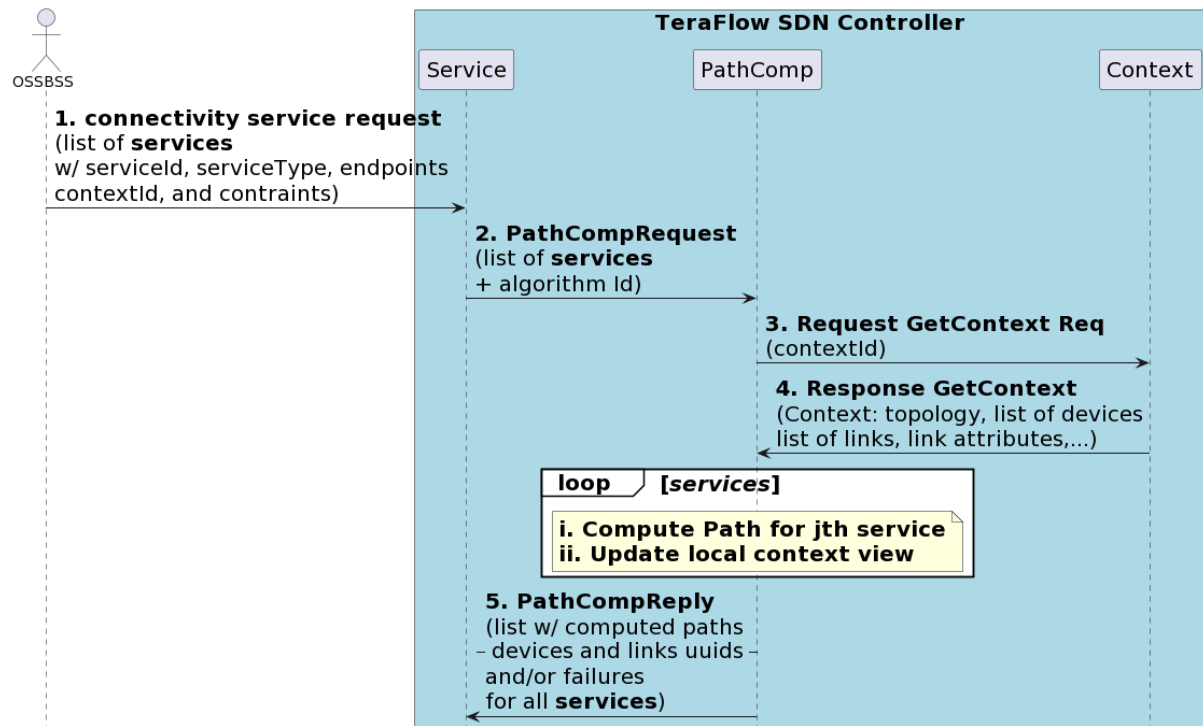 TeraFlow SDN Controller
OSSBSS
Service
PathComp
Context
1. connectivity service request
(list of services
w/ serviceId, serviceType, endpoints
contextId, and contraints)
2. PathCompRequest
(list of services
+ algorithm Id)
3. Request GetContext Req
(contextId)
4. Response GetContext
(Context: topology, list of devices
list of links, link attributes,...)
loop [services]
i. Compute Path for jth service
ii. Update local context view
5. PathCompReply
(list w/ computed paths
- devices and links uuids -
and/or failures
for all services)